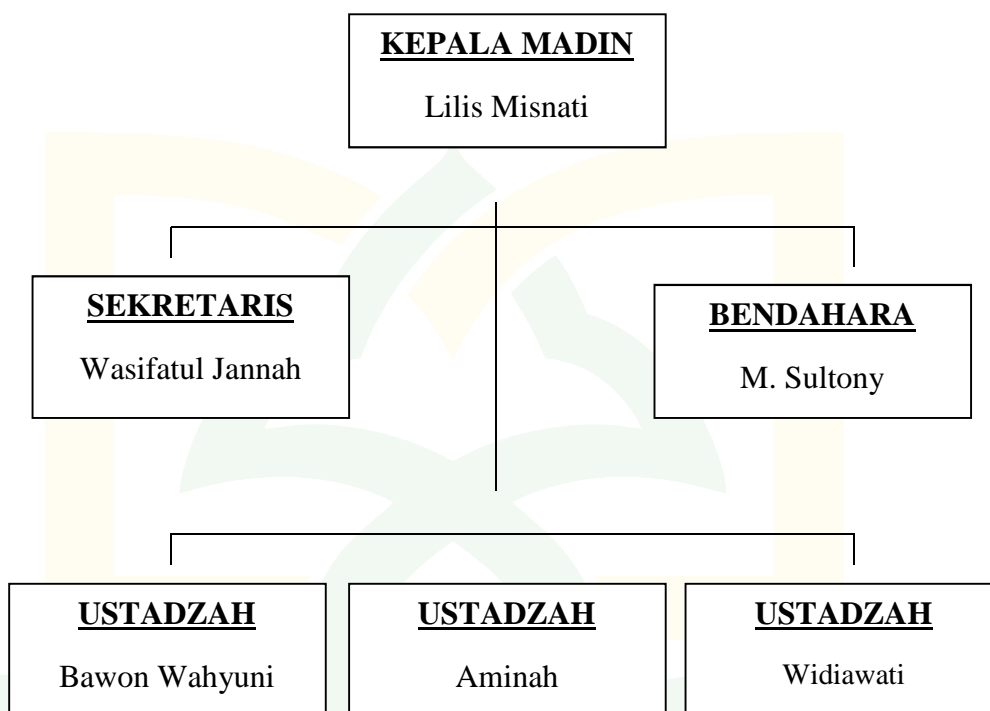 KEPALA MADIN
Lilis Misnati
SEKRETARIS
Wasifatul Jannah
BENDAHARA
M. Sultony
USTADZAH
Bawon Wahyuni
USTADZAH
Aminah
USTADZAH
Widiawati